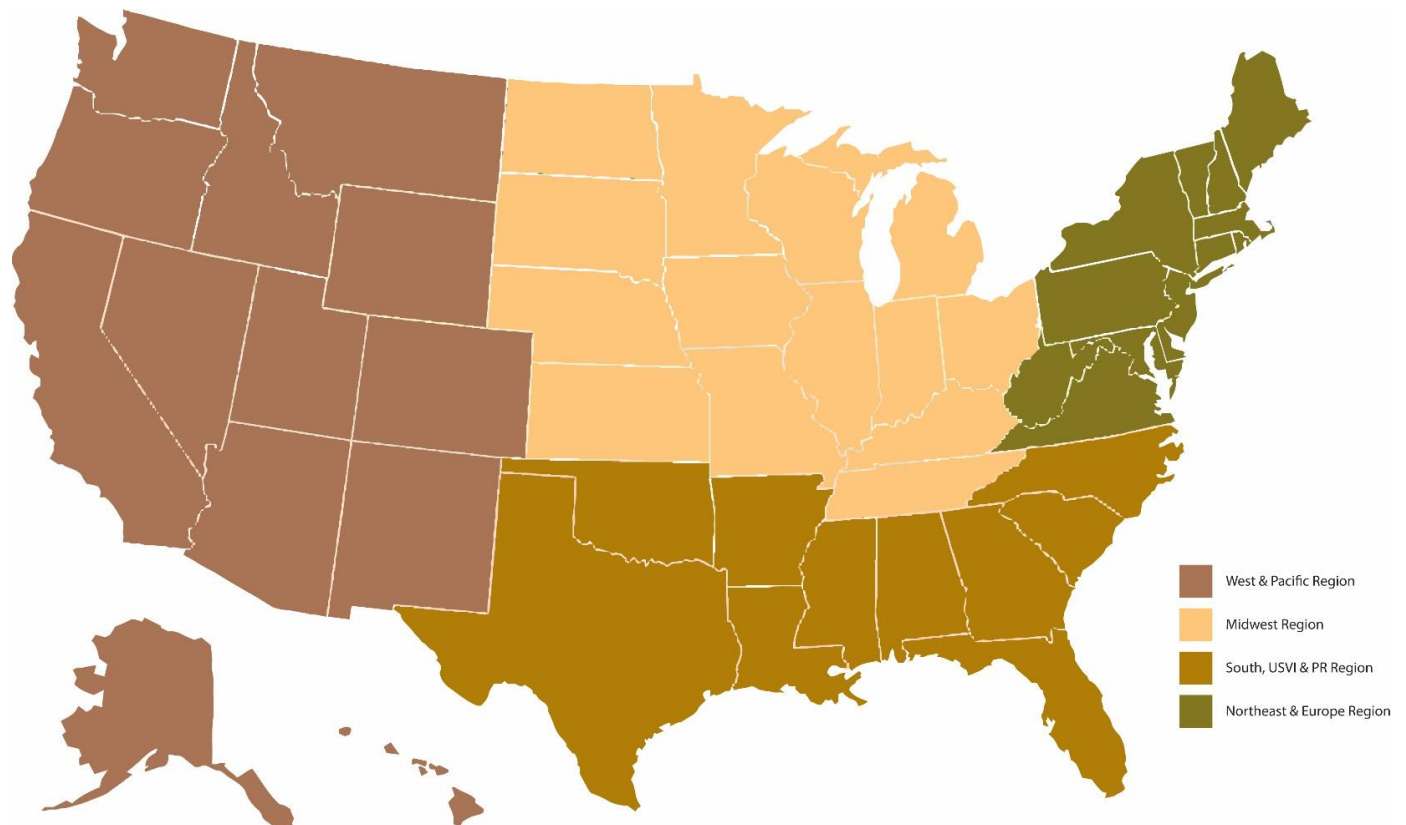 West & Pacific Region
Midwest Region
South, USVI & PR Region
Northeast & Europe Region